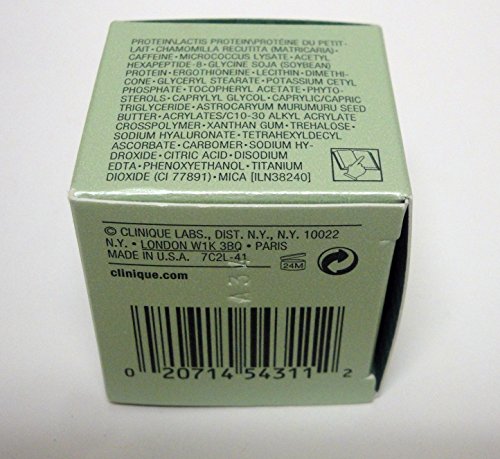 PROTEIN\LACTIS PROTEIN\PROTÉINE DU PETIT-
LAIT•CHAMOMILLA RECUTITA (MATRICARIA)•
CAFFEINE•MICROCOCCUS LYSATE•ACETYL
HEXAPEPTIDE-8•GLYCINE SOJA (SOYBEAN)
PROTEIN•ERGOTHIONEINE•LECITHIN•DIMETHI-
CONE•GLYCERYL STEARATE•POTASSIUM CETYL
PHOSPHATE•TOCOPHERYL ACETATE•PHYTO-
STEROLS•CAPRYLYL GLYCOL•CAPRYLIC/CAPRIC
TRIGLYCERIDE•ASTROCARYUM MURUMURU SEED
BUTTER•ACRYLATES/C10-30 ALKYL ACRYLATE
CROSSPOLYMER•XANTHAN GUM•TREHALOSE•
SODIUM HYALURONATE•TETRAHEXYLDECYL
ASCORBATE•CARBOMER•SODIUM HY-
DROXIDE•CITRIC ACID•DISODIUM
EDTA•PHENOXYETHANOL•TITANIUM
DIOXIDE (CI 77891)•MICA [ILN38240]
© CLINIQUE LABS., DIST. N.Y., N.Y. 10022
N.Y. • LONDON W1K 3BQ • PARIS
MADE IN U.S.A. 7C2L-41
clinique.com
24M
0 20714 54311 2